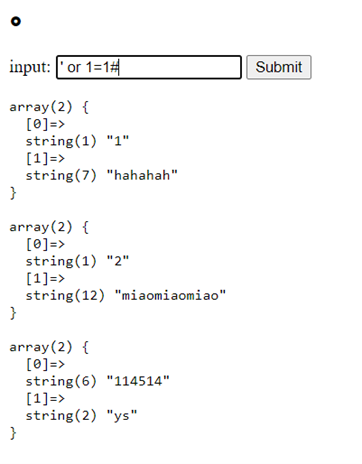 。
input: ' or 1=1# Submit
array(2) {
[0]=>
string(1) "1"
[1]=>
string(7) "hahahah"
}
array(2) {
[0]=>
string(1) "2"
[1]=>
string(12) "miaomiaomiao"
}
array(2) {
[0]=>
string(6) "114514"
[1]=>
string(2) "ys"
}